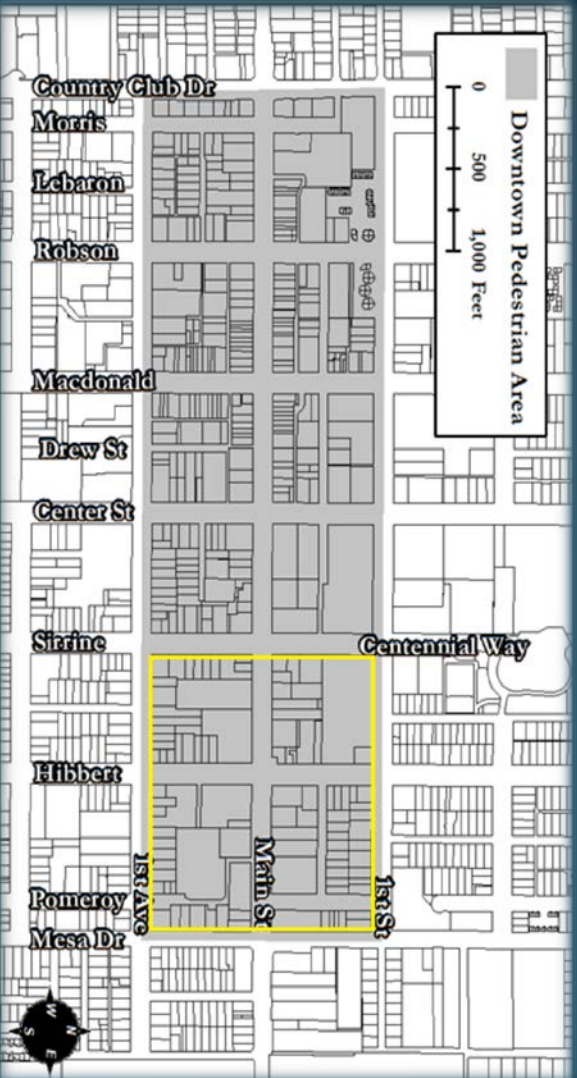 Downtown Pedestrian Area
0 500 1,000 Feet
Country Club Dr
Morris
Lebaron
Robson
Macdonald
Drew St
Center St
Sirrine
Centennial Way
Hibbert
1st Ave
Main St
1st St
Pomeroy
Mesa Dr
N
W
E
S